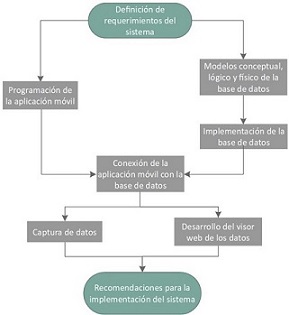 Definición de
requerimientos del
sistema
Programación de
la aplicación móvil
Modelos conceptual,
lógico y físico de la
base de datos
Implementación de la
base de datos
Conexión de la
aplicación móvil con la
base de datos
Captura de datos
Desarrollo del visor
web de los datos
Recomendaciones para la
implementación del sistema